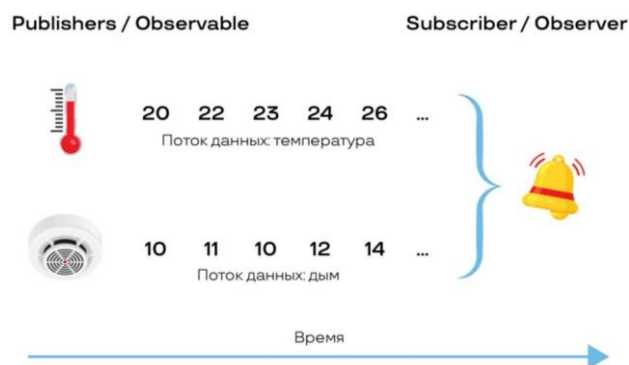 Publishers / Observable
Subscriber / Observer
20 22 23 24 26 ...
Поток данных: температура
10 11 10 12 14 ...
Поток данных: дым
Время